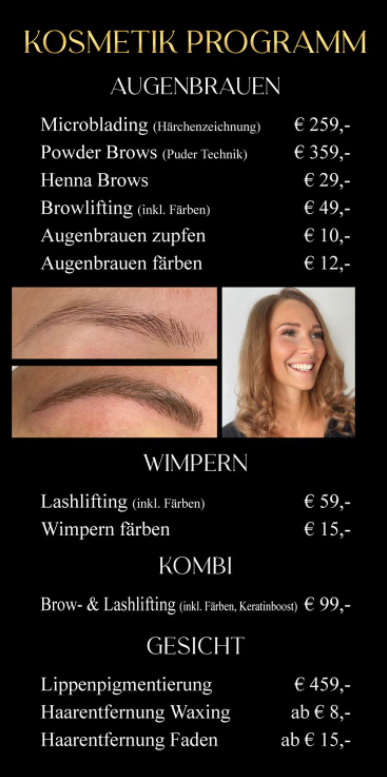 KOSMETIK PROGRAMM
AUGENBRAUEN
Microblading (Härchenzeichnung) € 259,-
Powder Brows (Puder Technik) € 359,-
Henna Brows € 29,-
Browlifting (inkl. Färben) € 49,-
Augenbrauen zupfen € 10,-
Augenbrauen färben € 12,-
WIMPERN
Lashlifting (inkl. Färben) € 59,-
Wimpern färben € 15,-
KOMBI
Brow- & Lashlifting (inkl. Färben, Keratinboost) € 99,-
GESICHT
Lippenpigmentierung € 459,-
Haarentfernung Waxing ab € 8,-
Haarentfernung Faden ab € 15,-